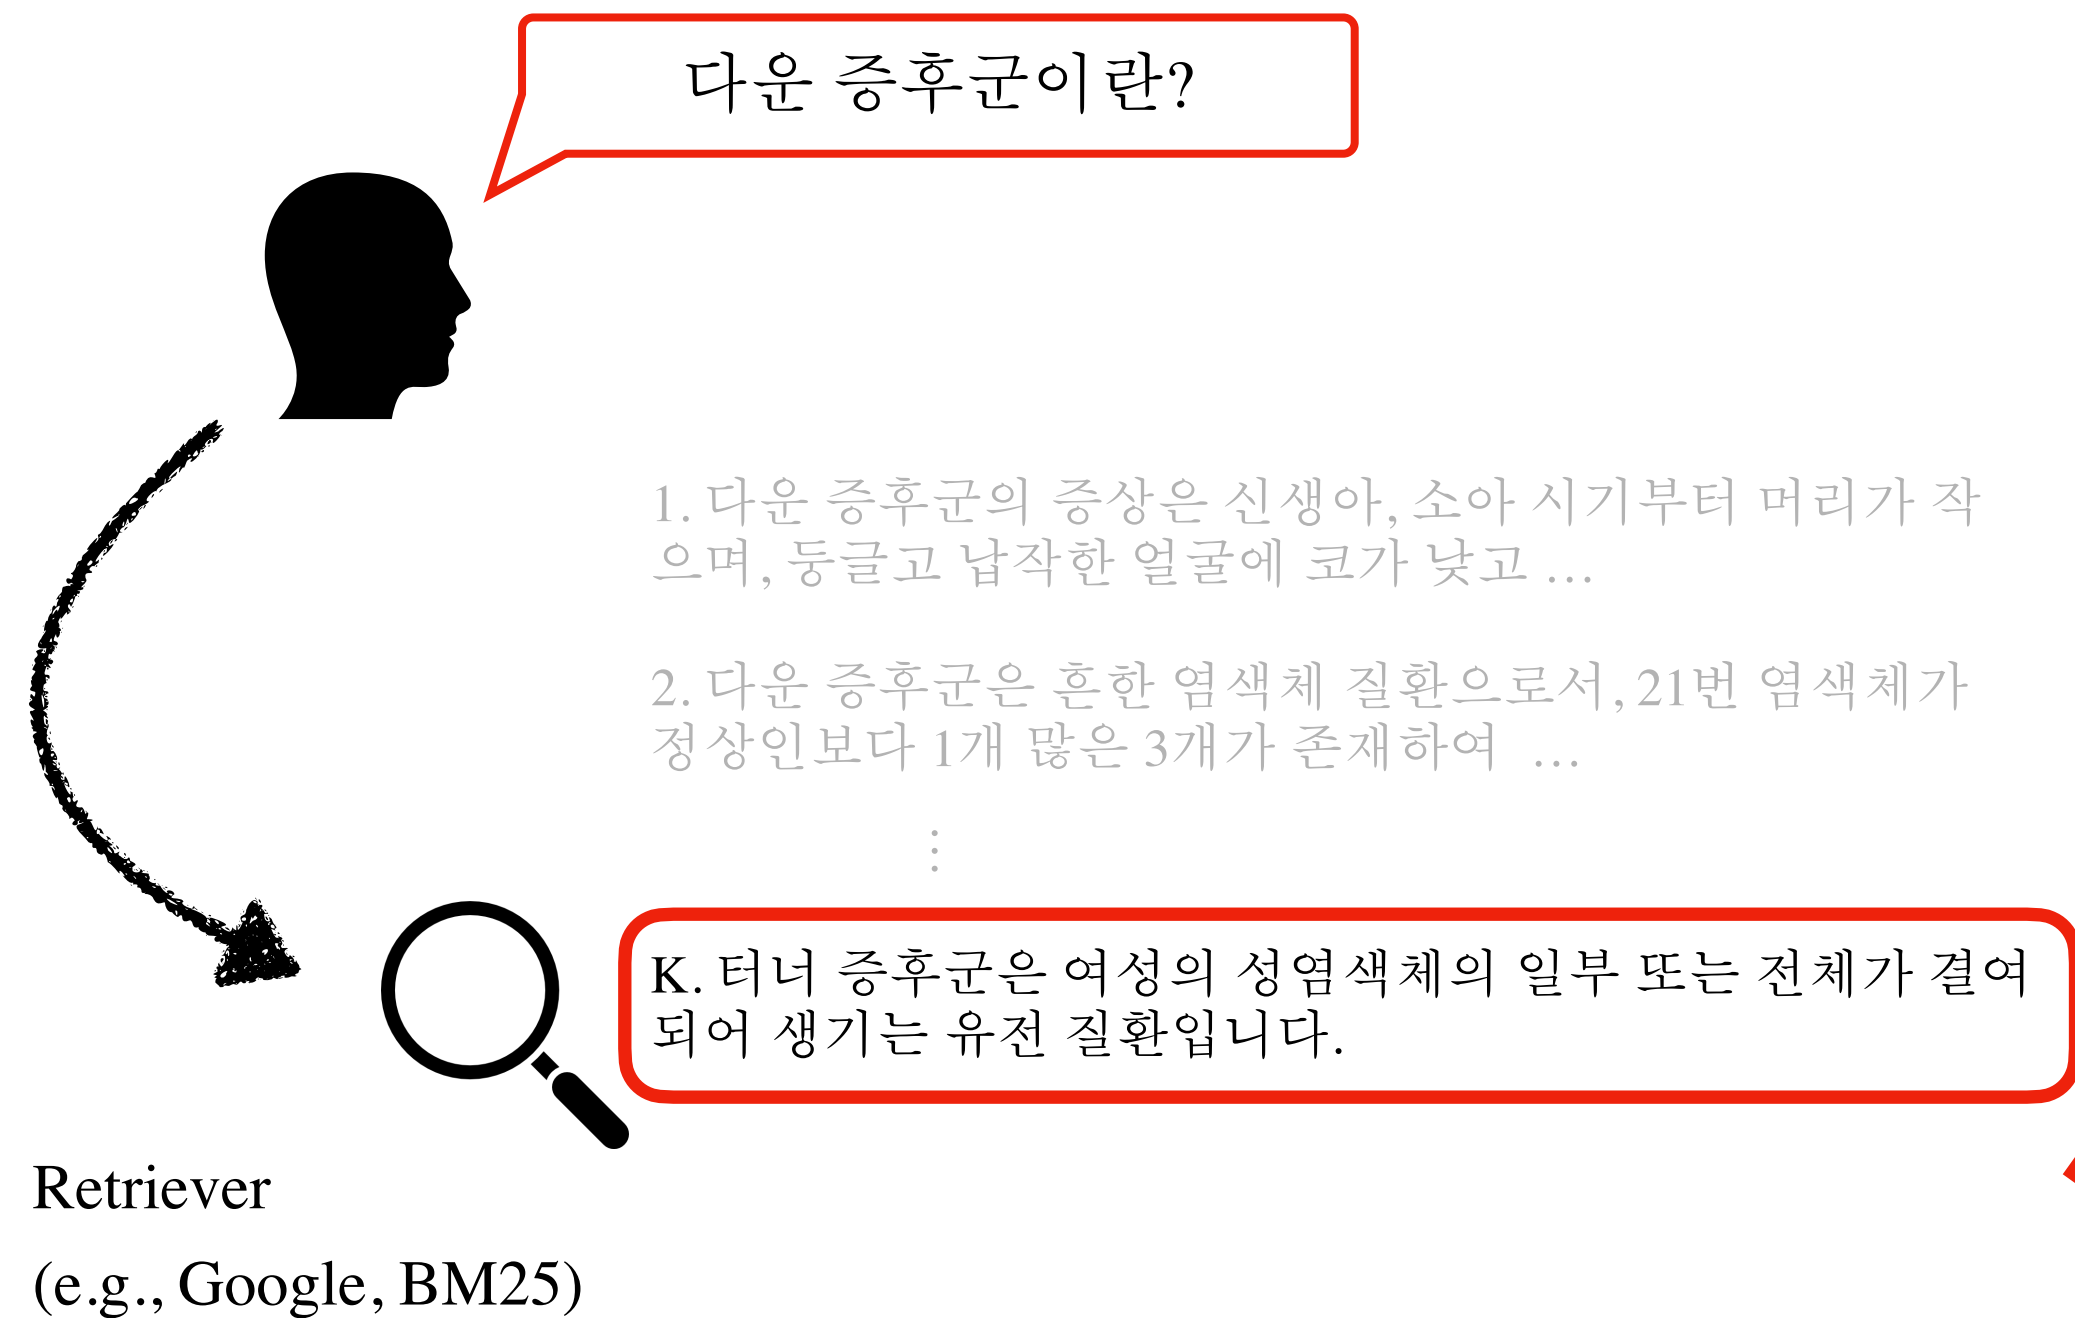 다운 증후군이란?
1. 다운 증후군의 증상은 신생아, 소아 시기부터 머리가 작
으며, 둥글고 납작한 얼굴에 코가 낮고 …
2. 다운 증후군은 흔한 염색체 질환으로서, 21번 염색체가
정상인보다 1개 많은 3개가 존재하여 …
⋮
K. 터너 증후군은 여성의 성염색체의 일부 또는 전체가 결여
되어 생기는 유전 질환입니다.
Retriever
(e.g., Google, BM25)